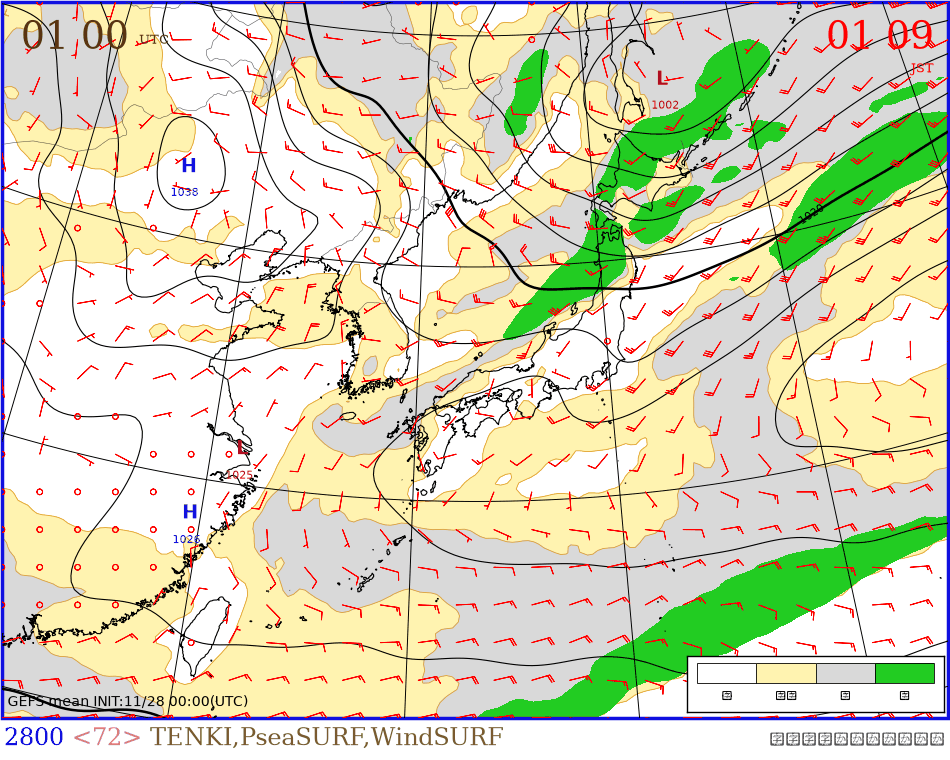 01 00 UTC
01 09
JST
L
1002
H
1038
1020
L
1025
H
1026
GEFS mean INIT:11/28 00:00(UTC)
2800 <72> TENKI,PseaSURF,WindSURF